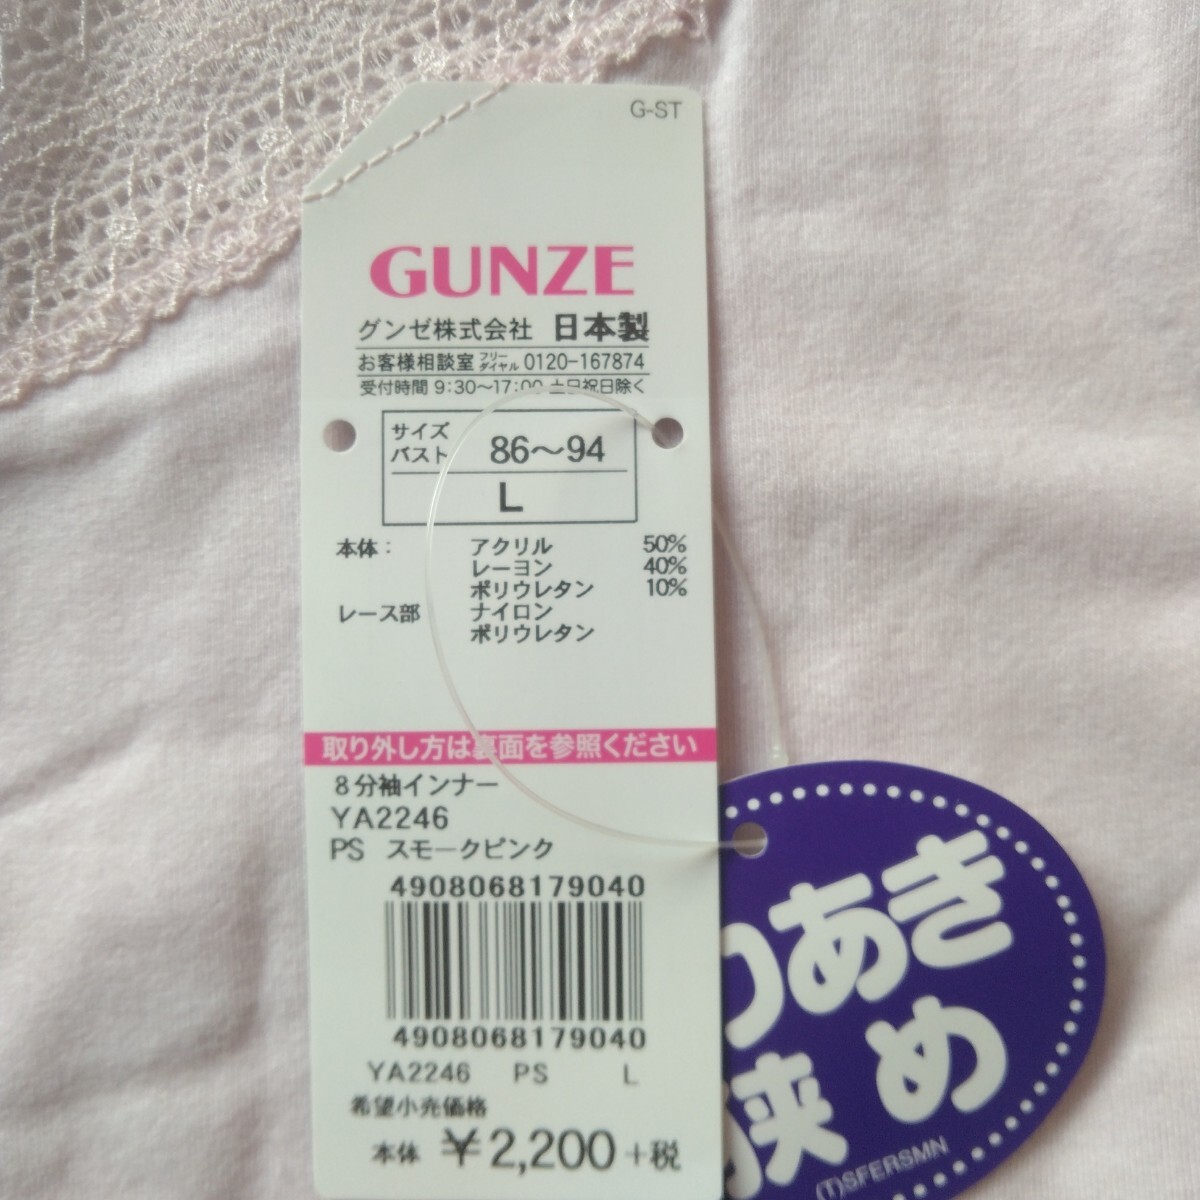 G-ST
GUNZE
グンゼ株式会社 日本製
お客様相談室 フリーダイヤル 0120-167874
受付時間 9:30〜17:00 土日祝日除く
サイズ
バスト 86〜94
L
本体: アクリル 50%
レーヨン 40%
ポリウレタン 10%
レース部 ナイロン
ポリウレタン
取り外し方は裏面を参照ください
8分袖インナー
YA2246
PS スモークピンク
4908068179040
4908068179040
YA2246 PS L
希望小売価格
本体 ¥2,200+税
りあき
狭め
(T)SFERSMN